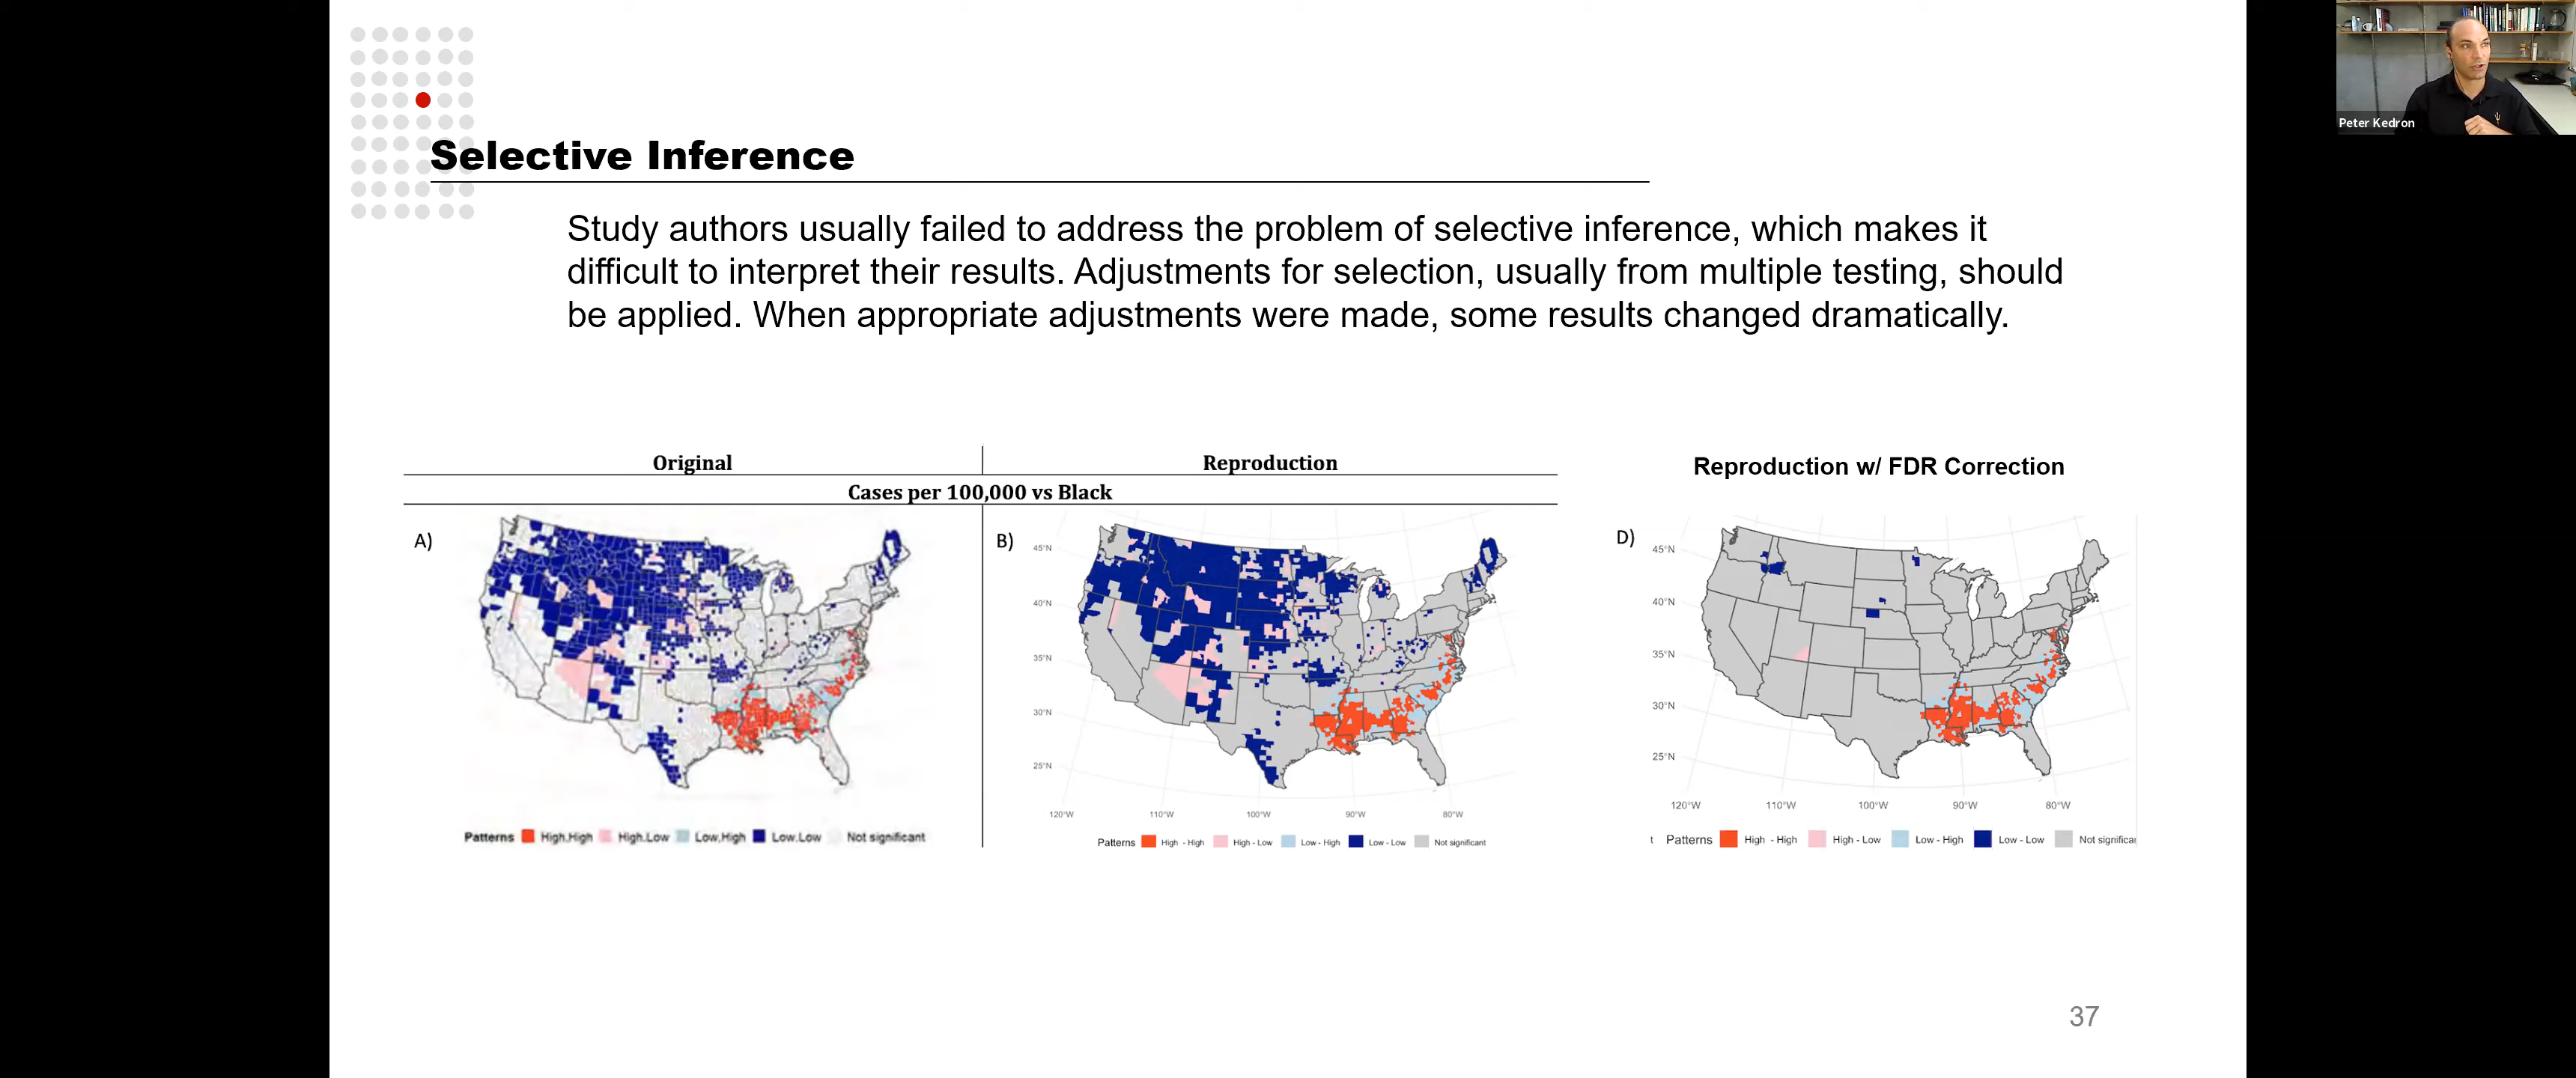 Peter Kedron
Selective Inference
Study authors usually failed to address the problem of selective inference, which makes it
difficult to interpret their results. Adjustments for selection, usually from multiple testing, should
be applied. When appropriate adjustments were made, some results changed dramatically.
Original
Reproduction
Reproduction w/ FDR Correction
Cases per 100,000 vs Black
A)
B)
45°N
40°N
35°N
30°N
25°N
120°W 110°W 100°W 90°W 80°W
D)
45°N
40°N
35°N
30°N
25°N
120°W 110°W 100°W 90°W 80°W
Patterns High.High High.Low Low.High Low.Low Not significant
Patterns High - High High - Low Low - High Low - Low Not significant
t Patterns High - High High - Low Low - High Low - Low Not significa
37